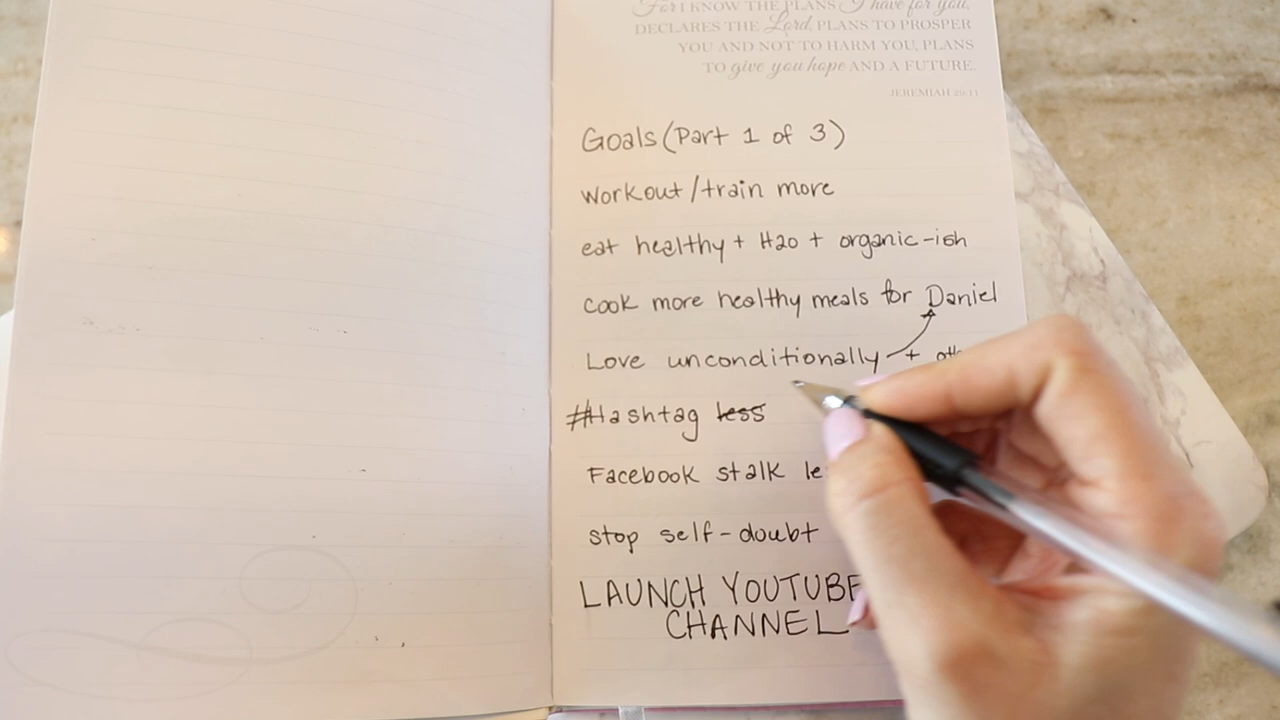 For I KNOW THE PLANS I have for you,
DECLARES THE Lord, PLANS TO PROSPER
YOU AND NOT TO HARM YOU, PLANS
TO give you hope AND A FUTURE.
JEREMIAH 29:11
Goals (Part 1 of 3)
workout/train more
eat healthy + H2O + organic-ish
cook more healthy meals for Daniel
Love unconditionally +
#Hashtag less
Facebook stalk
stop self-doubt
LAUNCH YOUTUBE
CHANNEL